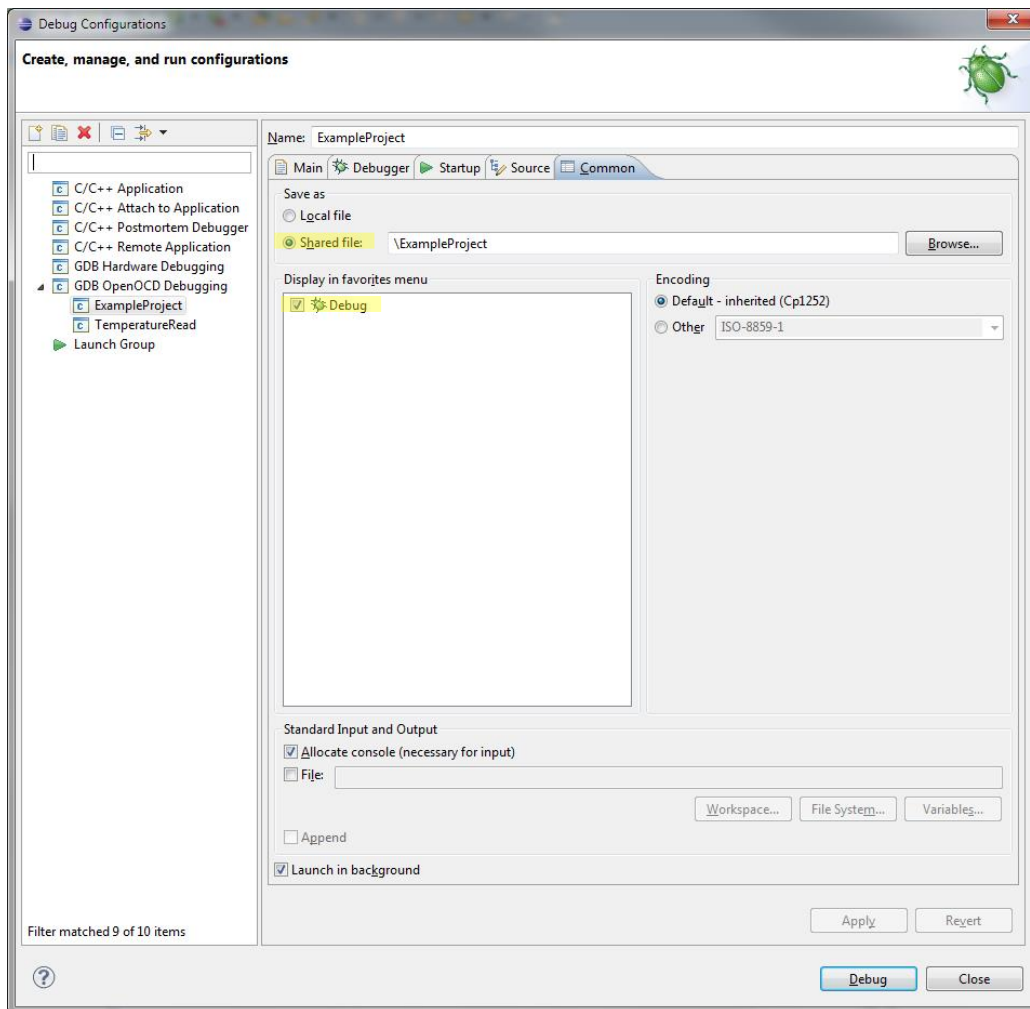 Debug Configurations
Create, manage, and run configurations
Name: ExampleProject
Main Debugger Startup Source Common
C/C++ Application
C/C++ Attach to Application
C/C++ Postmortem Debugger
C/C++ Remote Application
GDB Hardware Debugging
GDB OpenOCD Debugging
ExampleProject
TemperatureRead
Launch Group
Filter matched 9 of 10 items
Save as
Local file
Shared file: \ExampleProject Browse...
Display in favorites menu
Debug
Encoding
Default - inherited (Cp1252)
Other ISO-8859-1
Standard Input and Output
Allocate console (necessary for input)
File:
Workspace... File System... Variables...
Append
Launch in background
Apply Revert
Debug Close